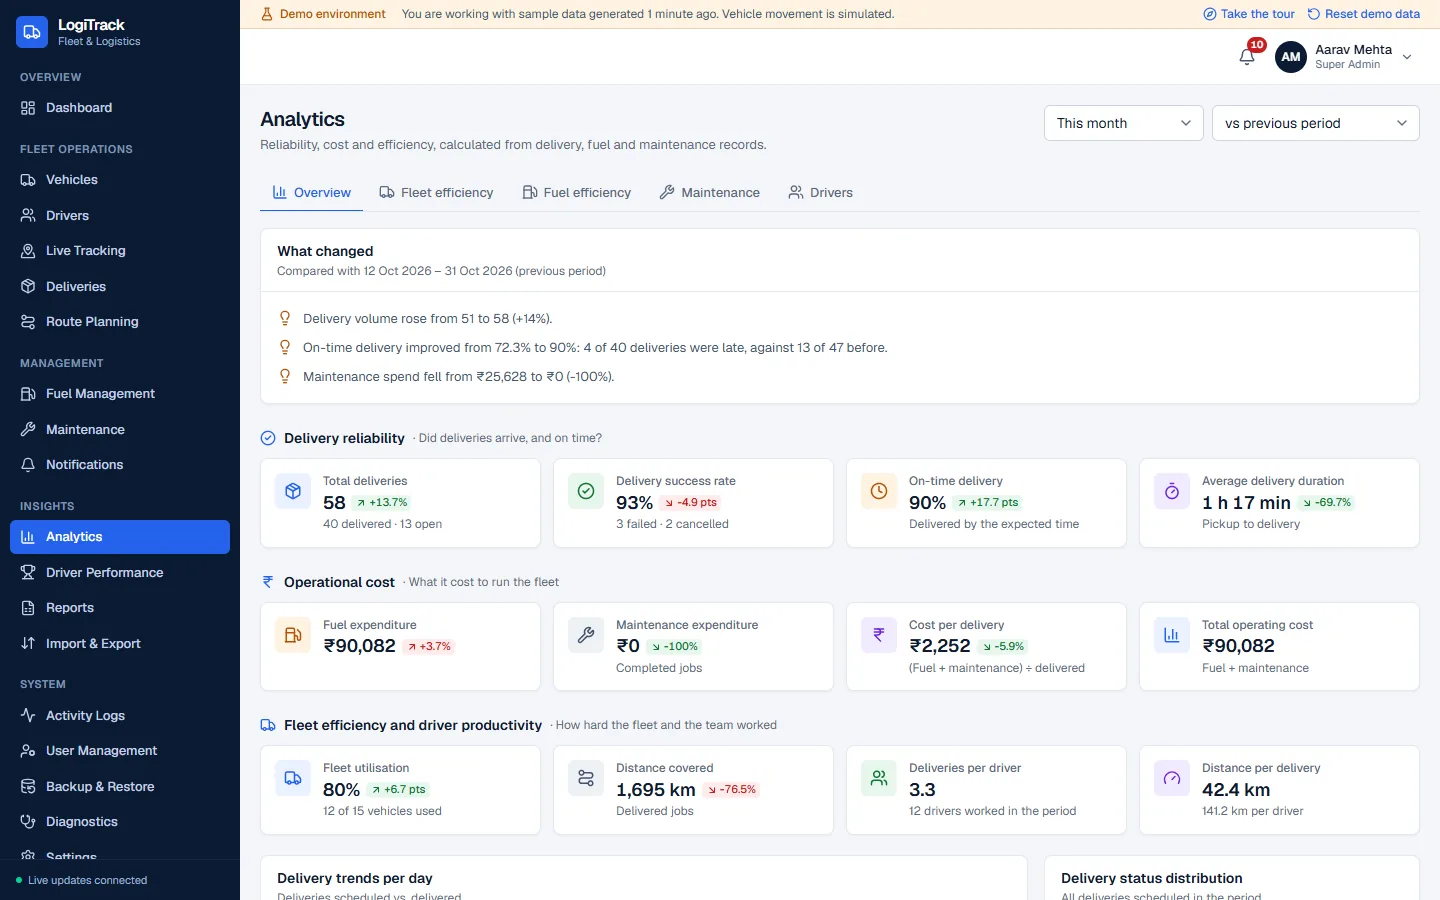 LogiTrack
Fleet & Logistics
OVERVIEW
Dashboard
FLEET OPERATIONS
Vehicles
Drivers
Live Tracking
Deliveries
Route Planning
MANAGEMENT
Fuel Management
Maintenance
Notifications
INSIGHTS
Analytics
Driver Performance
Reports
Import & Export
SYSTEM
Activity Logs
User Management
Backup & Restore
Diagnostics
Settings
Live updates connected
Demo environment You are working with sample data generated 1 minute ago. Vehicle movement is simulated.
Take the tour Reset demo data
10
AM
Aarav Mehta
Super Admin
Analytics
Reliability, cost and efficiency, calculated from delivery, fuel and maintenance records.
This month
vs previous period
Overview Fleet efficiency Fuel efficiency Maintenance Drivers
What changed
Compared with 12 Oct 2026 – 31 Oct 2026 (previous period)
Delivery volume rose from 51 to 58 (+14%).
On-time delivery improved from 72.3% to 90%: 4 of 40 deliveries were late, against 13 of 47 before.
Maintenance spend fell from ₹25,628 to ₹0 (-100%).
Delivery reliability · Did deliveries arrive, and on time?
Total deliveries
58 +13.7%
40 delivered · 13 open
Delivery success rate
93% -4.9 pts
3 failed · 2 cancelled
On-time delivery
90% +17.7 pts
Delivered by the expected time
Average delivery duration
1 h 17 min -69.7%
Pickup to delivery
₹ Operational cost · What it cost to run the fleet
Fuel expenditure
₹90,082 +3.7%
Maintenance expenditure
₹0 -100%
Completed jobs
₹
Cost per delivery
₹2,252 -5.9%
(Fuel + maintenance) ÷ delivered
Total operating cost
₹90,082
Fuel + maintenance
Fleet efficiency and driver productivity · How hard the fleet and the team worked
Fleet utilisation
80% +6.7 pts
12 of 15 vehicles used
Distance covered
1,695 km -76.5%
Delivered jobs
Deliveries per driver
3.3
12 drivers worked in the period
Distance per delivery
42.4 km
141.2 km per driver
Delivery trends per day
Deliveries scheduled vs. delivered
Delivery status distribution
All deliveries scheduled in the period